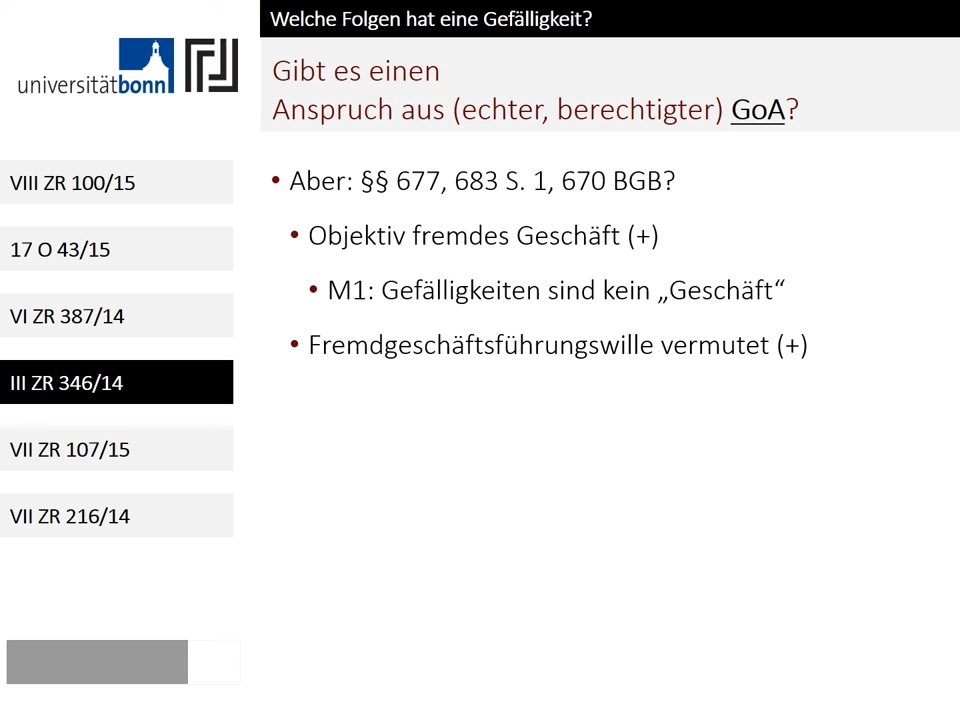 Welche Folgen hat eine Gefälligkeit?
universitätbonn
Gibt es einen
Anspruch aus (echter, berechtigter) GoA?
VIII ZR 100/15
17 O 43/15
VI ZR 387/14
III ZR 346/14
VII ZR 107/15
VII ZR 216/14
• Aber: §§ 677, 683 S. 1, 670 BGB?
• Objektiv fremdes Geschäft (+)
• M1: Gefälligkeiten sind kein „Geschäft“
• Fremdgeschäftsführungswille vermutet (+)